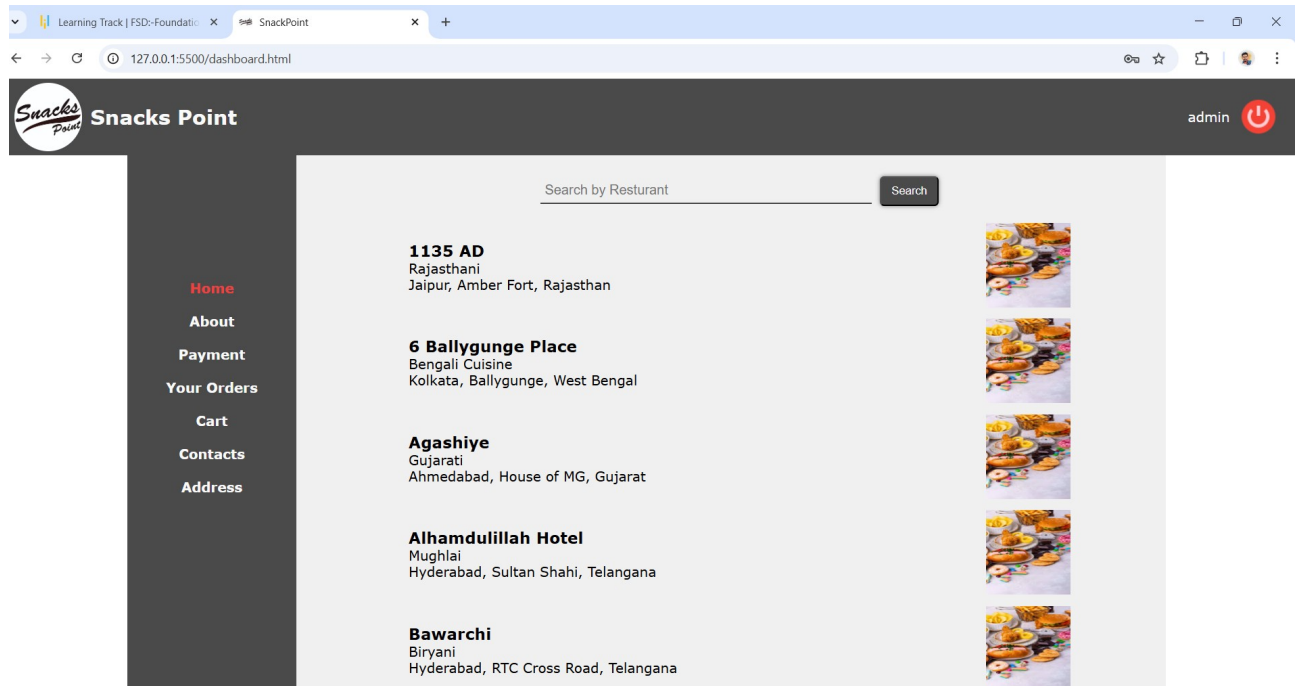 Learning Track | FSD:-Foundatio
SnackPoint
127.0.0.1:5500/dashboard.html
Snacks
Point
Snacks Point
admin
Search by Resturant
Search
Home
About
Payment
Your Orders
Cart
Contacts
Address
1135 AD
Rajasthani
Jaipur, Amber Fort, Rajasthan
6 Ballygunge Place
Bengali Cuisine
Kolkata, Ballygunge, West Bengal
Agashiye
Gujarati
Ahmedabad, House of MG, Gujarat
Alhamdulillah Hotel
Mughlai
Hyderabad, Sultan Shahi, Telangana
Bawarchi
Biryani
Hyderabad, RTC Cross Road, Telangana